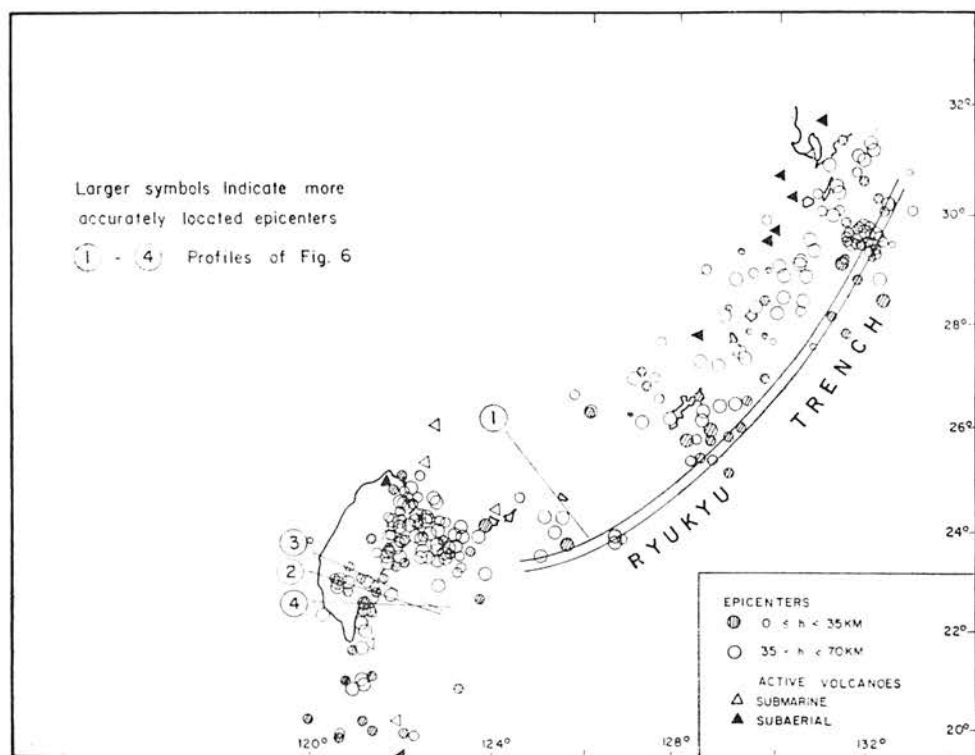 Larger symbols Indicate more
accurately located epicenters
1 - 4 Profiles of Fig. 6
32°
30°
28°
26°
24°
22°
20°
120°
124°
128°
132°
1
3
2
4
RYUKYU TRENCH
EPICENTERS
0 ≤ h < 35KM
35 < h < 70KM
ACTIVE VOLCANOES
SUBMARINE
SUBAERIAL